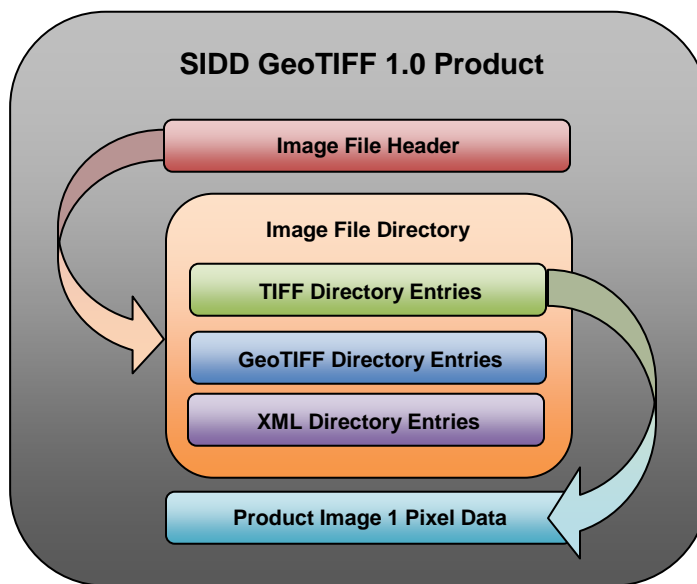 SIDD GeoTIFF 1.0 Product
Image File Header
Image File Directory
TIFF Directory Entries
GeoTIFF Directory Entries
XML Directory Entries
Product Image 1 Pixel Data